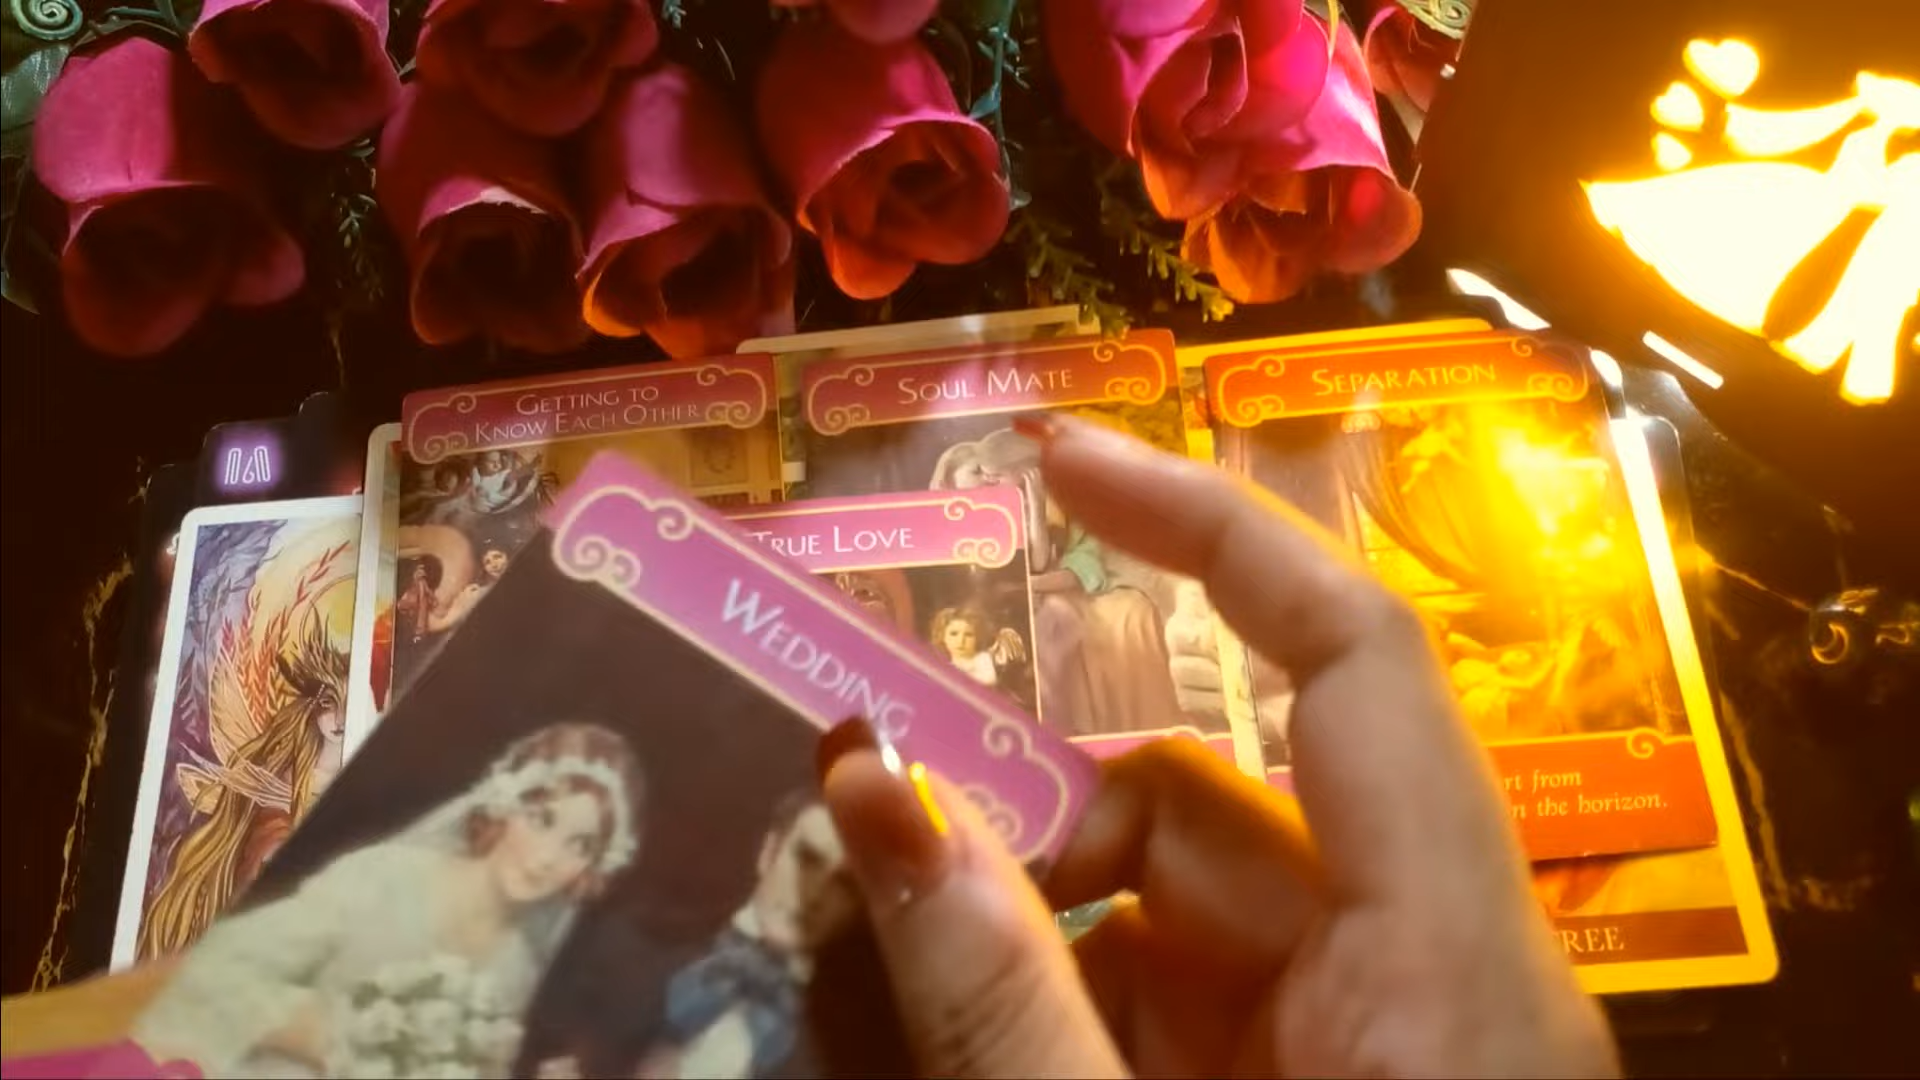 GETTING TO
KNOW EACH OTHER
SOUL MATE
SEPARATION
TRUE LOVE
WEDDING
rt from
n the horizon.
REE